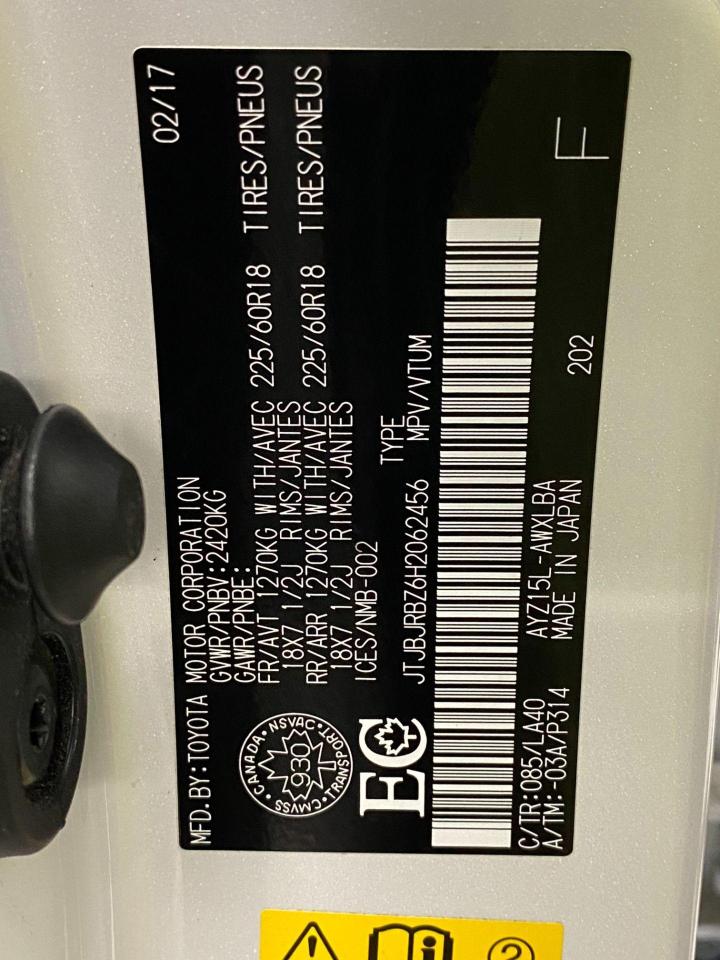 MFD. BY:TOYOTA MOTOR CORPORATION 02/17
GVWR/PNBV:2420KG
GAWR/PNBE:
FR/AVT 1270KG WITH/AVEC 225/60R18 TIRES/PNEUS
18X7 1/2J RIMS/JANTES
RR/ARR 1270KG WITH/AVEC 225/60R18 TIRES/PNEUS
18X7 1/2J RIMS/JANTES
ICES/NMB-002
CANADA • NSVAC • TRANSPORT • CMVSS •
930
EC
TYPE
JTJBJRBZ6H2062456 MPV/VTUM
C/TR:085/LA40 AYZ15L-AWXLBA 202
A/TM:-03A/P314 MADE IN JAPAN
F
i
2